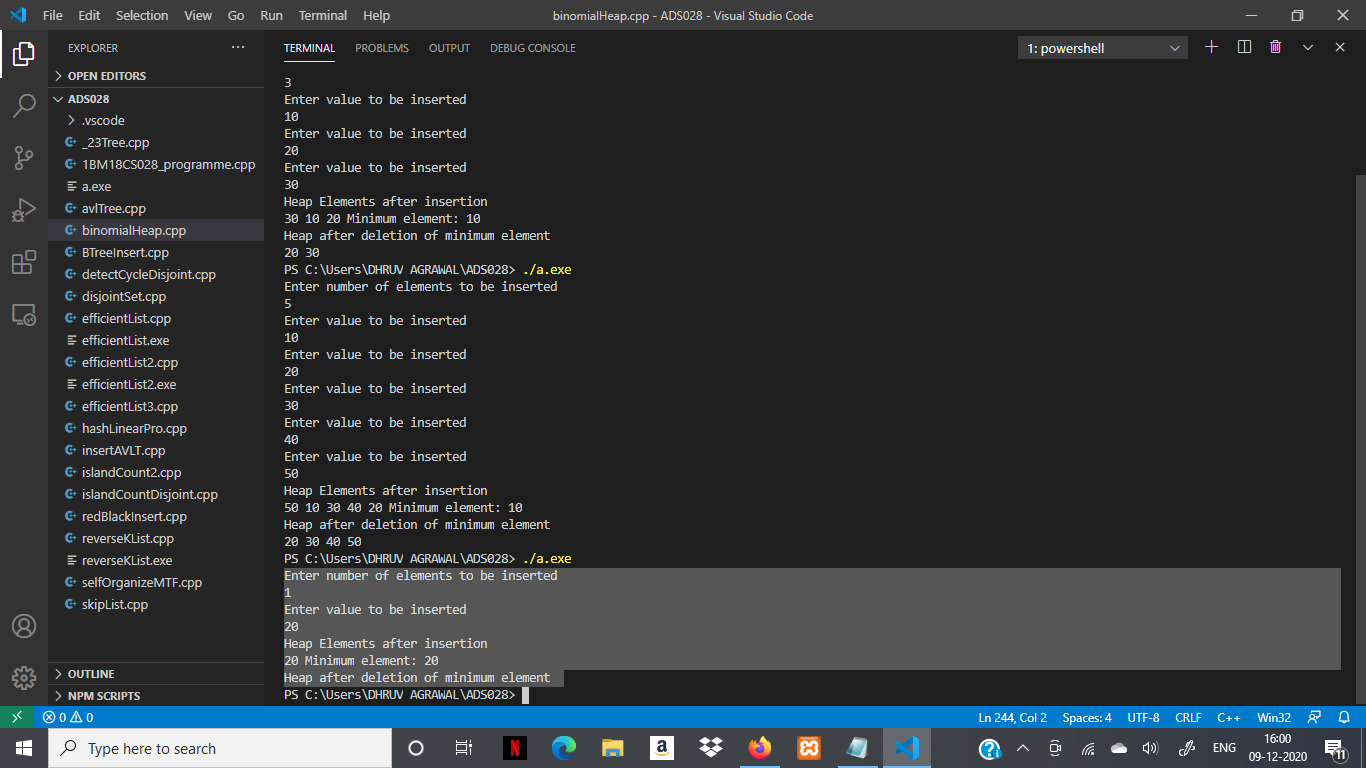 File Edit Selection View Go Run Terminal Help binomialHeap.cpp - ADS028 - Visual Studio Code
EXPLORER
OPEN EDITORS
ADS028
.vscode
_23Tree.cpp
1BM18CS028_programme.cpp
a.exe
avlTree.cpp
binomialHeap.cpp
BTreeInsert.cpp
detectCycleDisjoint.cpp
disjointSet.cpp
efficientList.cpp
efficientList.exe
efficientList2.cpp
efficientList2.exe
efficientList3.cpp
hashLinearPro.cpp
insertAVLT.cpp
islandCount2.cpp
islandCountDisjoint.cpp
redBlackInsert.cpp
reverseKList.cpp
reverseKList.exe
selfOrganizeMTF.cpp
skipList.cpp
OUTLINE
NPM SCRIPTS
TERMINAL PROBLEMS OUTPUT DEBUG CONSOLE 1: powershell
3
Enter value to be inserted
10
Enter value to be inserted
20
Enter value to be inserted
30
Heap Elements after insertion
30 10 20 Minimum element: 10
Heap after deletion of minimum element
20 30
PS C:\Users\DHRUV AGRAWAL\ADS028> ./a.exe
Enter number of elements to be inserted
5
Enter value to be inserted
10
Enter value to be inserted
20
Enter value to be inserted
30
Enter value to be inserted
40
Enter value to be inserted
50
Heap Elements after insertion
50 10 30 40 20 Minimum element: 10
Heap after deletion of minimum element
20 30 40 50
PS C:\Users\DHRUV AGRAWAL\ADS028> ./a.exe
Enter number of elements to be inserted
1
Enter value to be inserted
20
Heap Elements after insertion
20 Minimum element: 20
Heap after deletion of minimum element
PS C:\Users\DHRUV AGRAWAL\ADS028>
0 0 Ln 244, Col 2 Spaces: 4 UTF-8 CRLF C++ Win32
Type here to search
N
a
ENG
16:00
09-12-2020
11